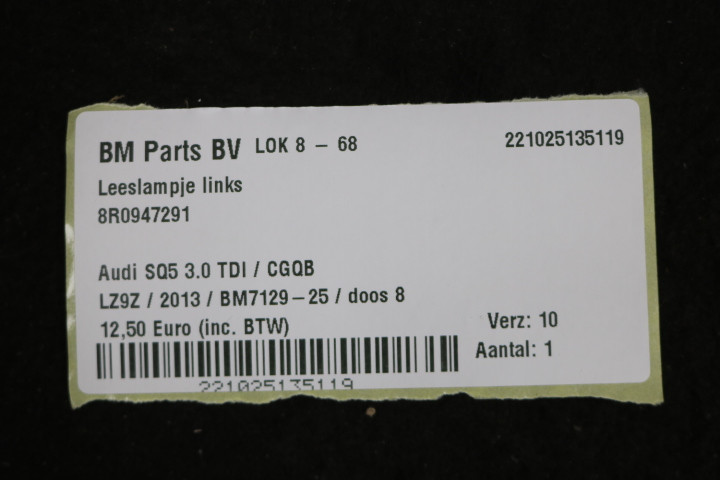 BM Parts BV LOK 8 – 68 221025135119
Leeslampje links
8R0947291
Audi SQ5 3.0 TDI / CGQB
LZ9Z / 2013 / BM7129–25 / doos 8
12,50 Euro (inc. BTW) Verz: 10
Aantal: 1
221025135119